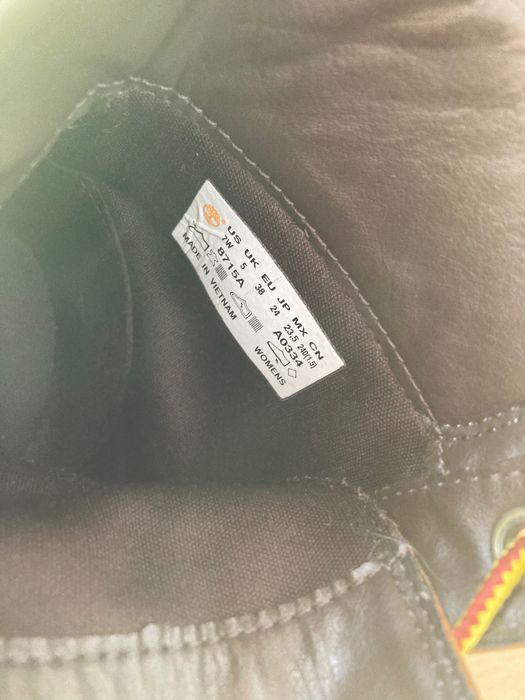 US UK EU JP MX CN
7W 5 38 24 23.5 240(1.5)
8715A A0334
MADE IN VIETNAM WOMENS